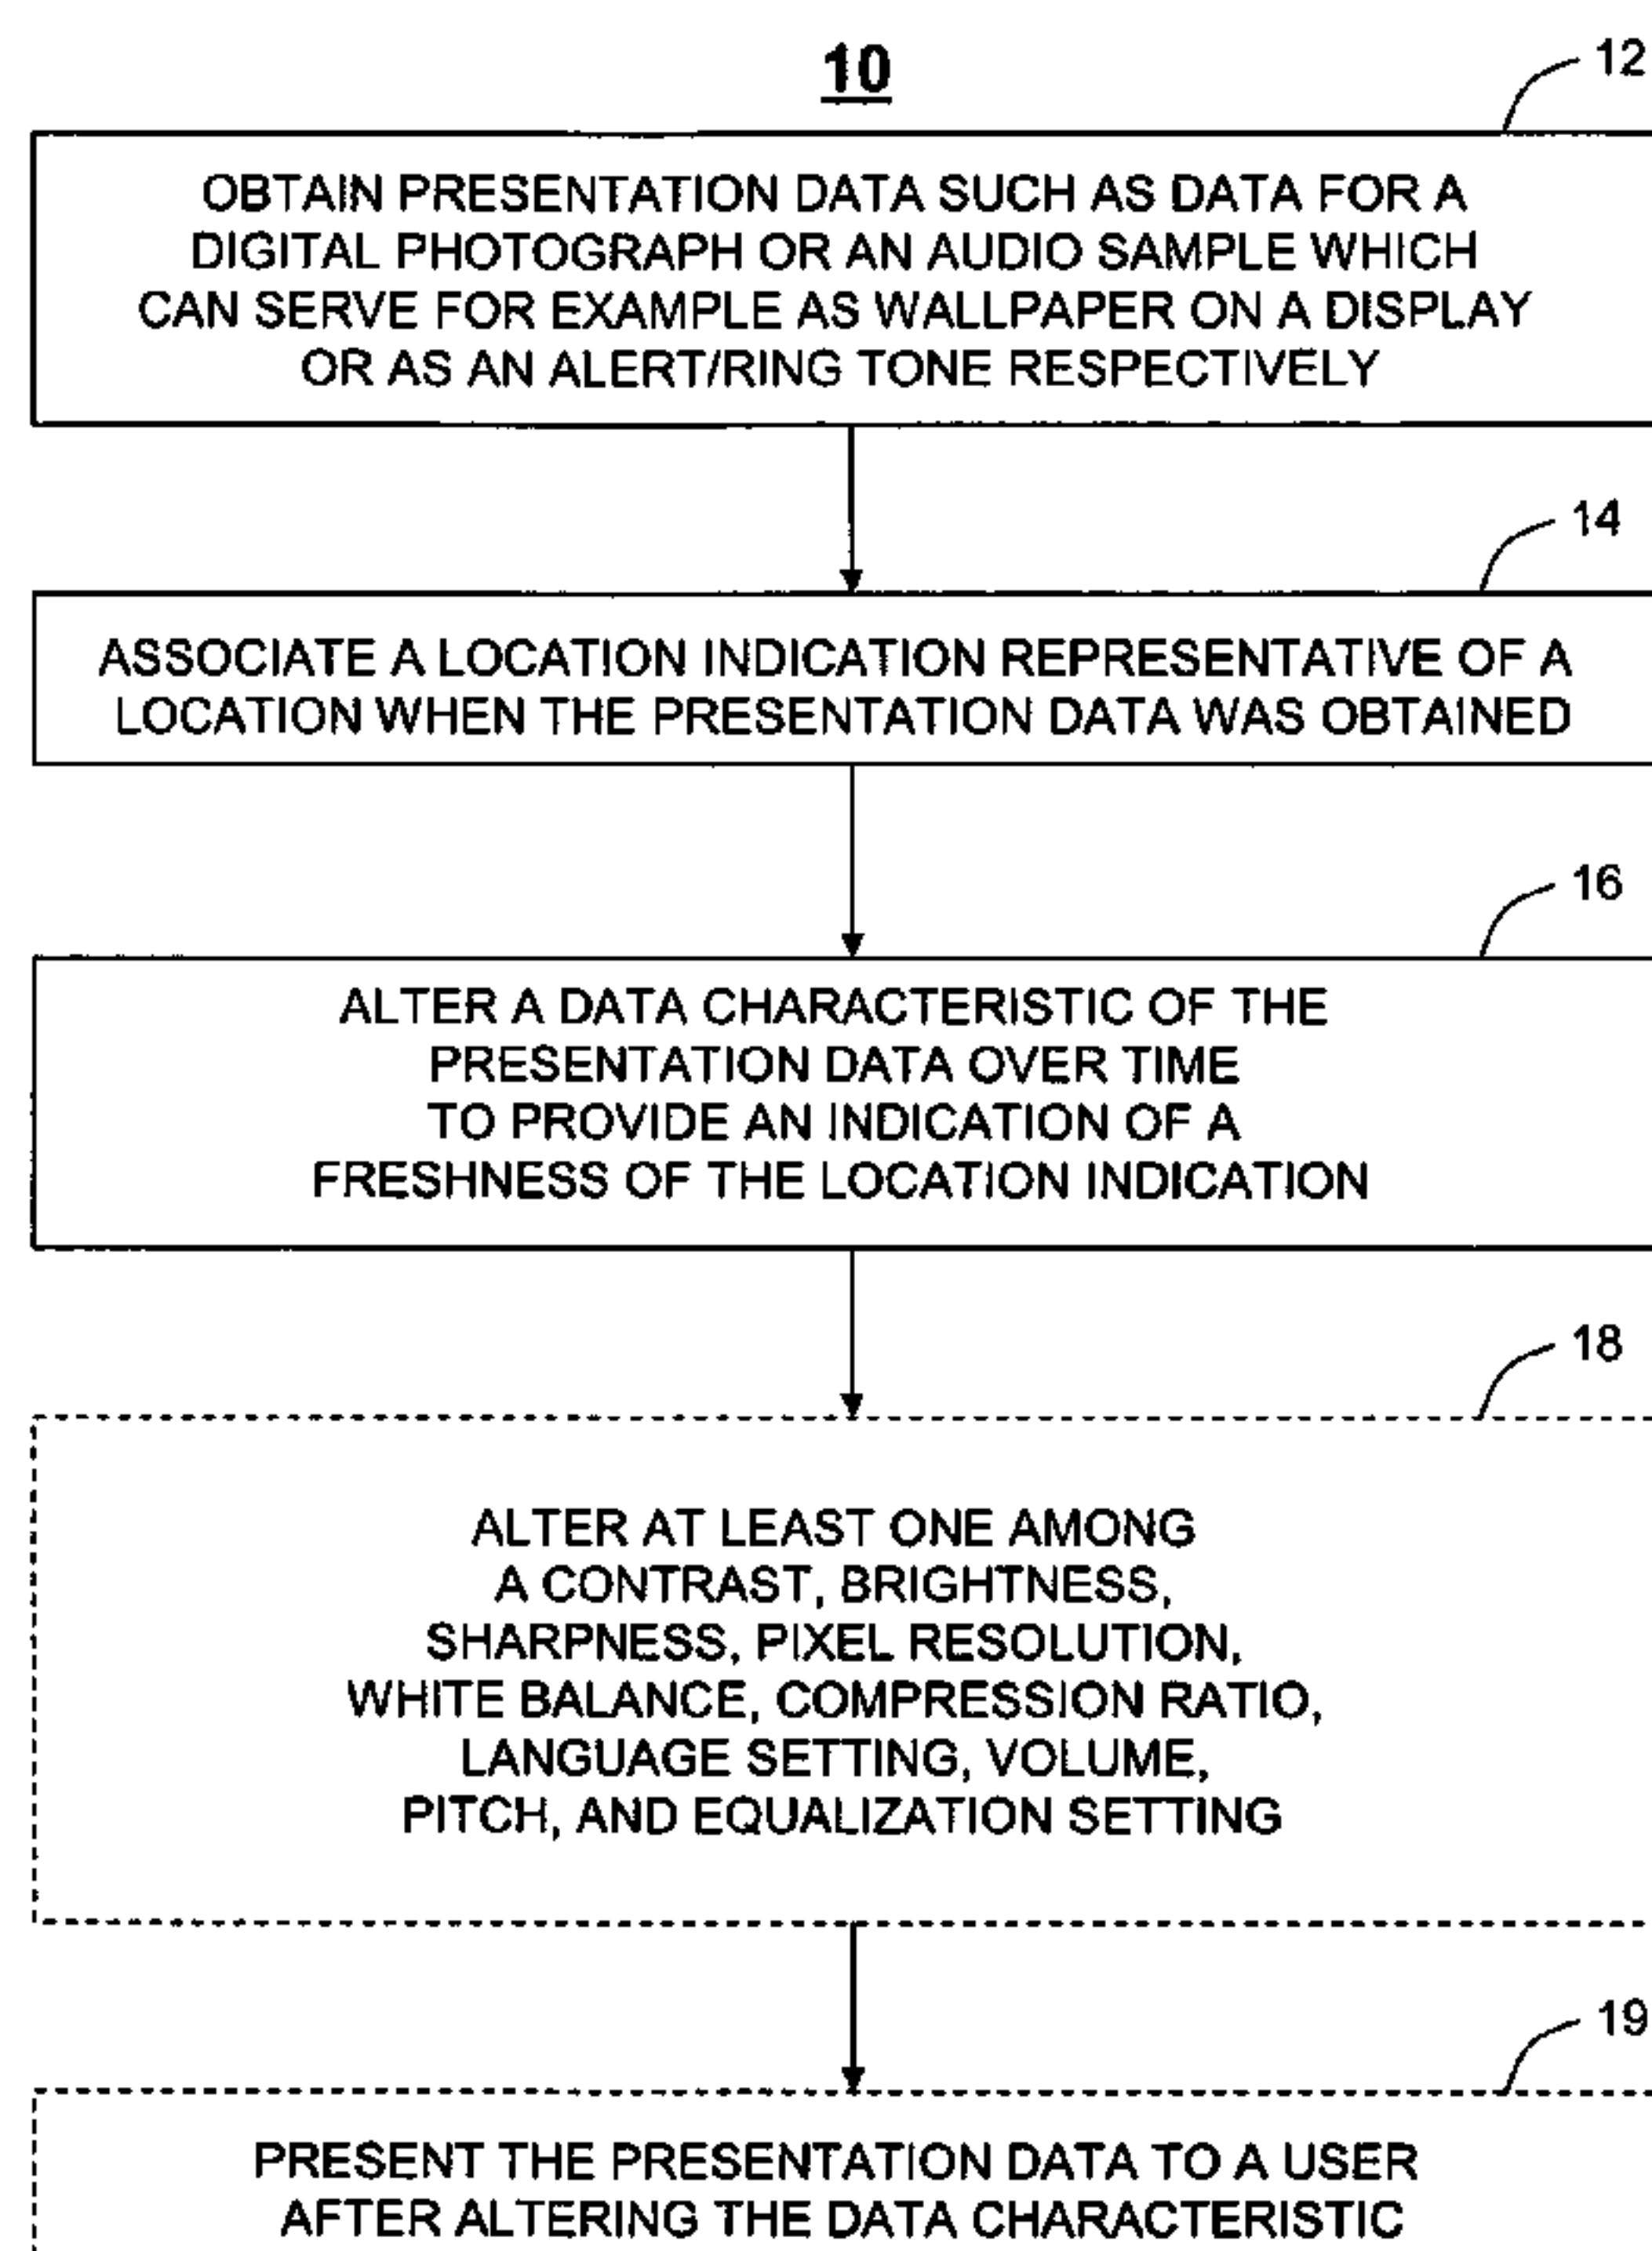 10
12
OBTAIN PRESENTATION DATA SUCH AS DATA FOR A
DIGITAL PHOTOGRAPH OR AN AUDIO SAMPLE WHICH
CAN SERVE FOR EXAMPLE AS WALLPAPER ON A DISPLAY
OR AS AN ALERT/RING TONE RESPECTIVELY
14
ASSOCIATE A LOCATION INDICATION REPRESENTATIVE OF A
LOCATION WHEN THE PRESENTATION DATA WAS OBTAINED
16
ALTER A DATA CHARACTERISTIC OF THE
PRESENTATION DATA OVER TIME
TO PROVIDE AN INDICATION OF A
FRESHNESS OF THE LOCATION INDICATION
18
ALTER AT LEAST ONE AMONG
A CONTRAST, BRIGHTNESS,
SHARPNESS, PIXEL RESOLUTION,
WHITE BALANCE, COMPRESSION RATIO,
LANGUAGE SETTING, VOLUME,
PITCH, AND EQUALIZATION SETTING
19
PRESENT THE PRESENTATION DATA TO A USER
AFTER ALTERING THE DATA CHARACTERISTIC